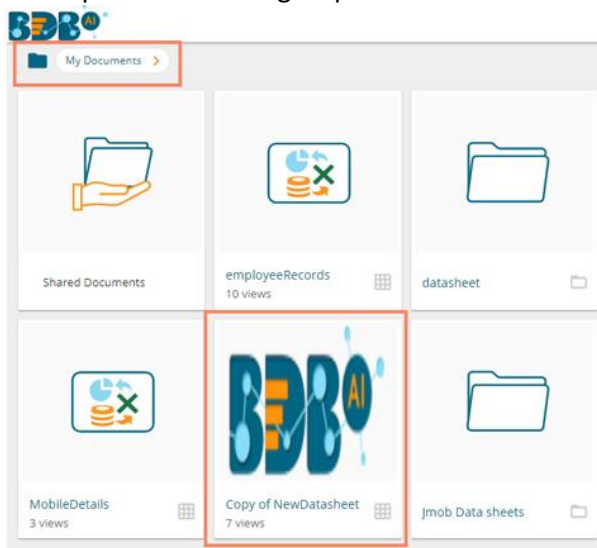 BDB AI
My Documents >
Shared Documents
employeeRecords
10 views
datasheet
BDB AI
MobileDetails
3 views
Copy of NewDatasheet
7 views
Jmob Data sheets